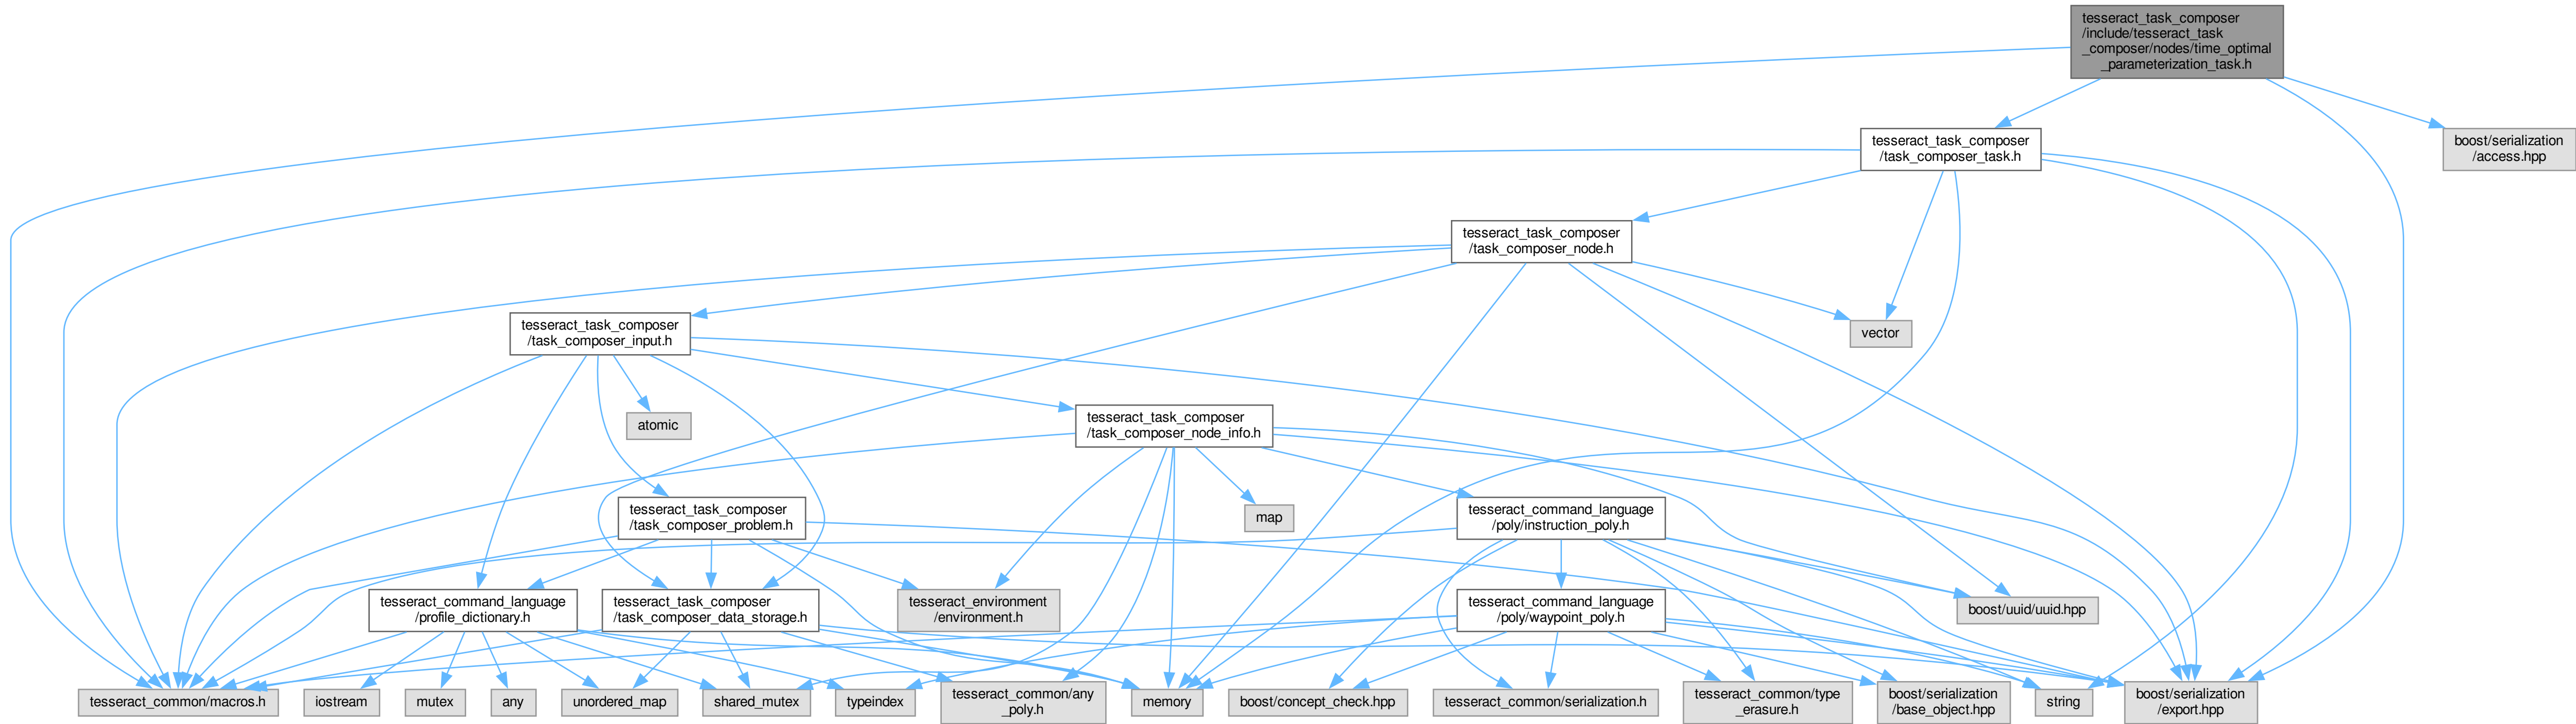 tesseract_task_composer
/include/tesseract_task
_composer/nodes/time_optimal
_parameterization_task.h
tesseract_task_composer
/task_composer_task.h
boost/serialization
/access.hpp
tesseract_task_composer
/task_composer_node.h
tesseract_task_composer
/task_composer_input.h
vector
atomic
tesseract_task_composer
/task_composer_node_info.h
tesseract_task_composer
/task_composer_problem.h
map
tesseract_command_language
/poly/instruction_poly.h
tesseract_command_language
/profile_dictionary.h
tesseract_task_composer
/task_composer_data_storage.h
tesseract_environment
/environment.h
tesseract_command_language
/poly/waypoint_poly.h
boost/uuid/uuid.hpp
tesseract_common/macros.h
iostream
mutex
any
unordered_map
shared_mutex
typeindex
tesseract_common/any
_poly.h
memory
boost/concept_check.hpp
tesseract_common/serialization.h
tesseract_common/type
_erasure.h
boost/serialization
/base_object.hpp
string
boost/serialization
/export.hpp